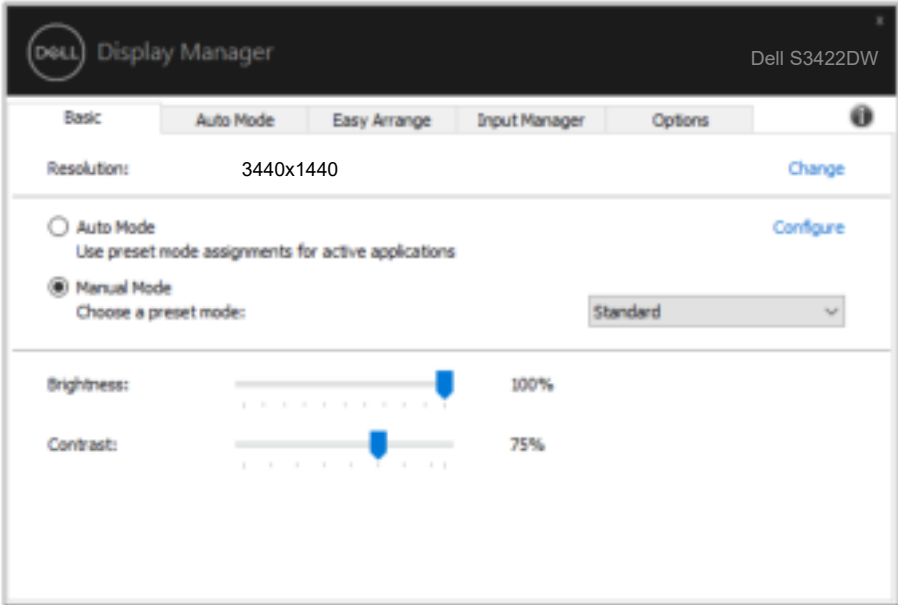 DELL Display Manager
x
Dell S3422DW
Basic Auto Mode Easy Arrange Input Manager Options
Resolution: 3440x1440 Change
Auto Mode Configure
Use preset mode assignments for active applications
Manual Mode
Choose a preset mode: Standard
Brightness: 100%
Contrast: 75%